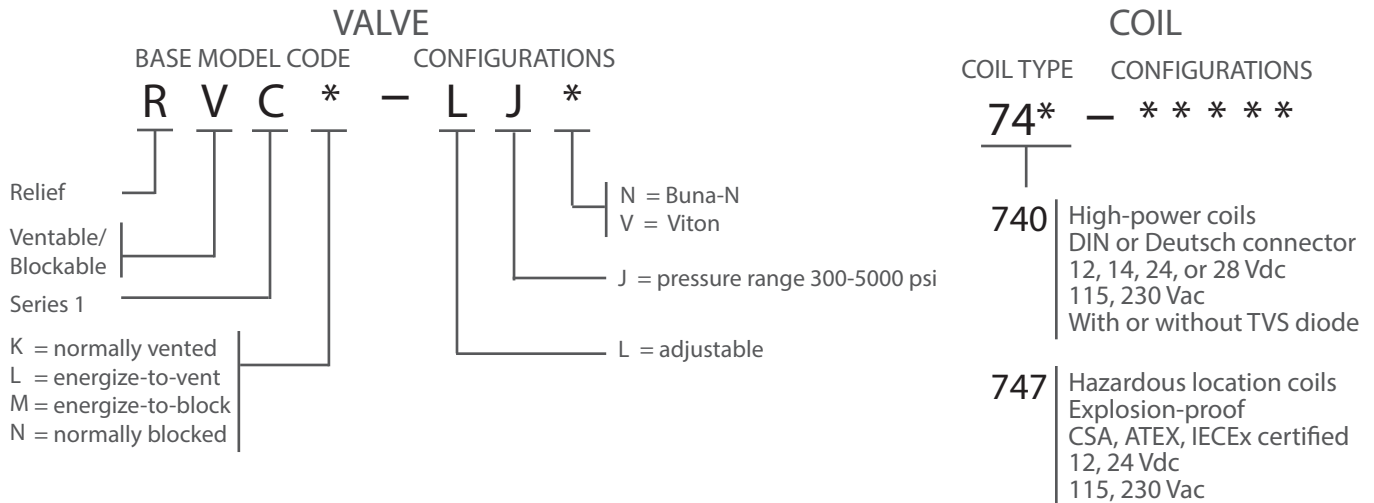 VALVE
BASE MODEL CODE CONFIGURATIONS
R V C * – L J *
Relief
Ventable/
Blockable
Series 1
K = normally vented
L = energize-to-vent
M = energize-to-block
N = normally blocked
N = Buna-N
V = Viton
J = pressure range 300-5000 psi
L = adjustable
COIL
COIL TYPE CONFIGURATIONS
74* – * * * * *
740 High-power coils
DIN or Deutsch connector
12, 14, 24, or 28 Vdc
115, 230 Vac
With or without TVS diode
747 Hazardous location coils
Explosion-proof
CSA, ATEX, IECEx certified
12, 24 Vdc
115, 230 Vac